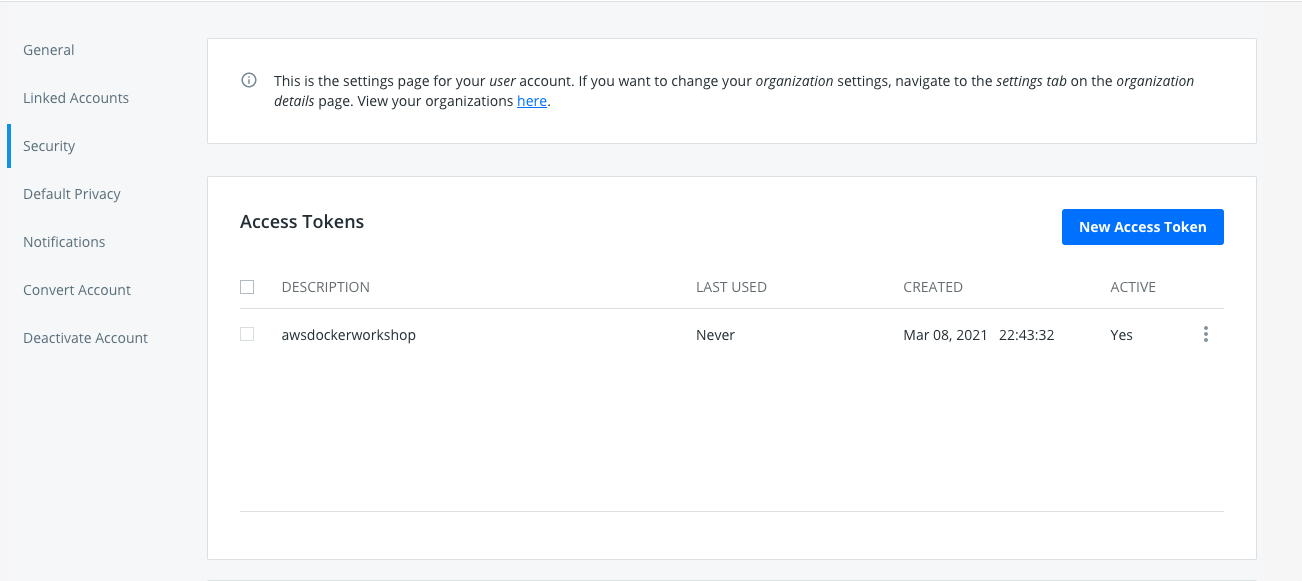 General
Linked Accounts
Security
Default Privacy
Notifications
Convert Account
Deactivate Account
This is the settings page for your user account. If you want to change your organization settings, navigate to the settings tab on the organization
details page. View your organizations here.
Access Tokens
New Access Token
DESCRIPTION LAST USED CREATED ACTIVE
awsdockerworkshop Never Mar 08, 2021 22:43:32 Yes